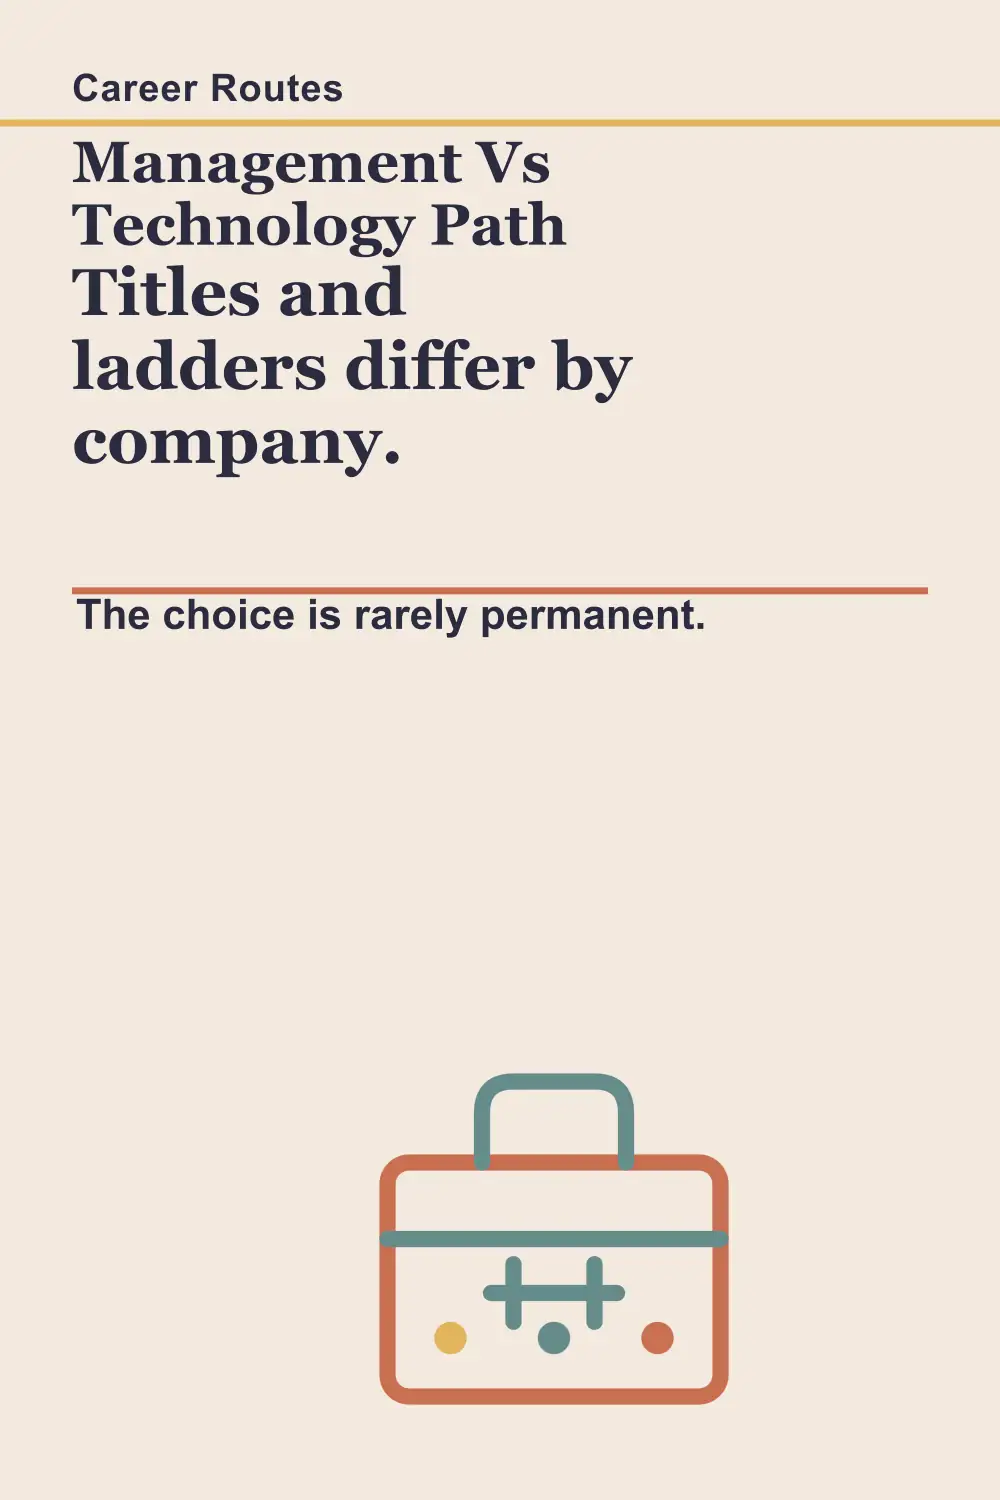 Career Routes
Management Vs
Technology Path
Titles and
ladders differ by
company.
The choice is rarely permanent.